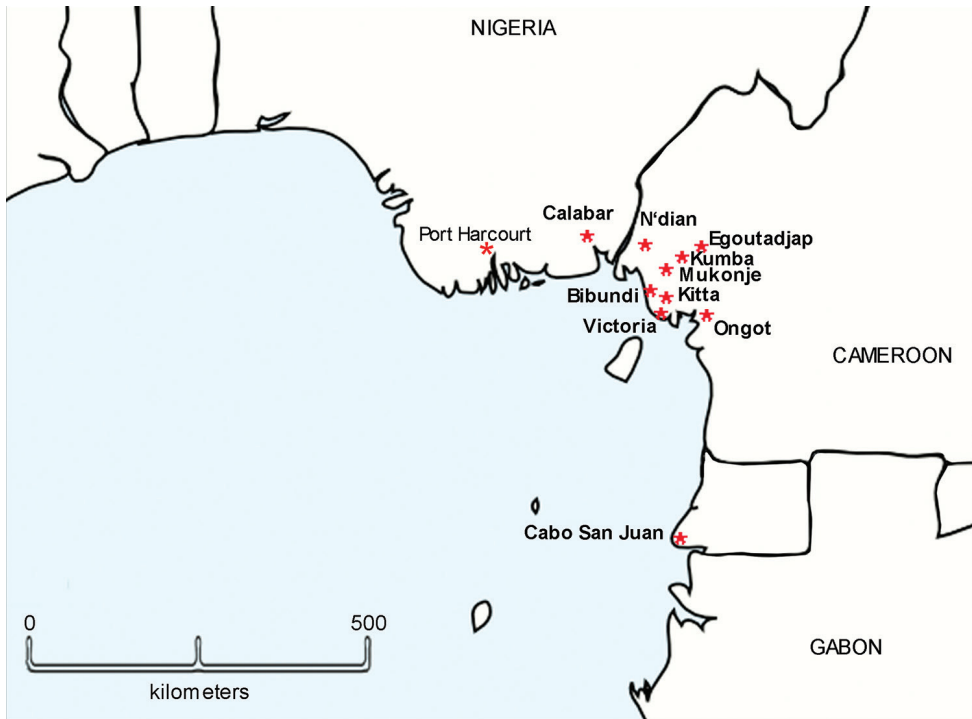 NIGERIA
Calabar
N‘dian
Port Harcourt
Egoutadjap
Kumba
Mukonje
Bibundi
Kitta
Victoria
Ongot
CAMEROON
Cabo San Juan
0 500
kilometers
GABON